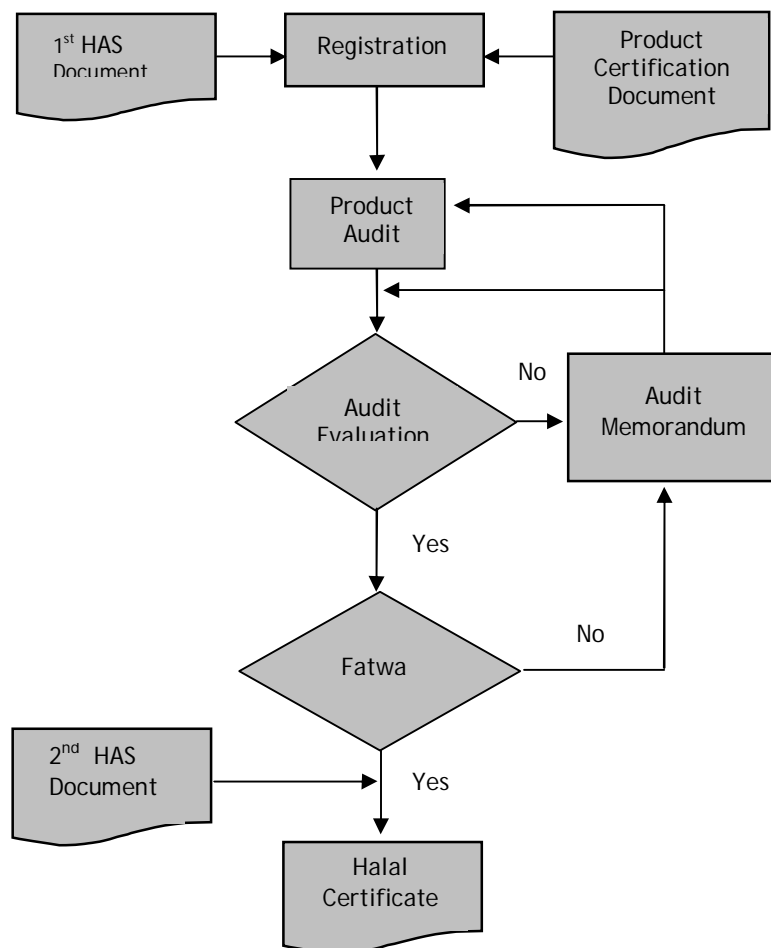 1st HAS
Document
Registration
Product
Certification
Document
Product
Audit
No
Audit
Evaluation
Audit
Memorandum
Yes
No
Fatwa
2nd HAS
Document
Yes
Halal
Certificate